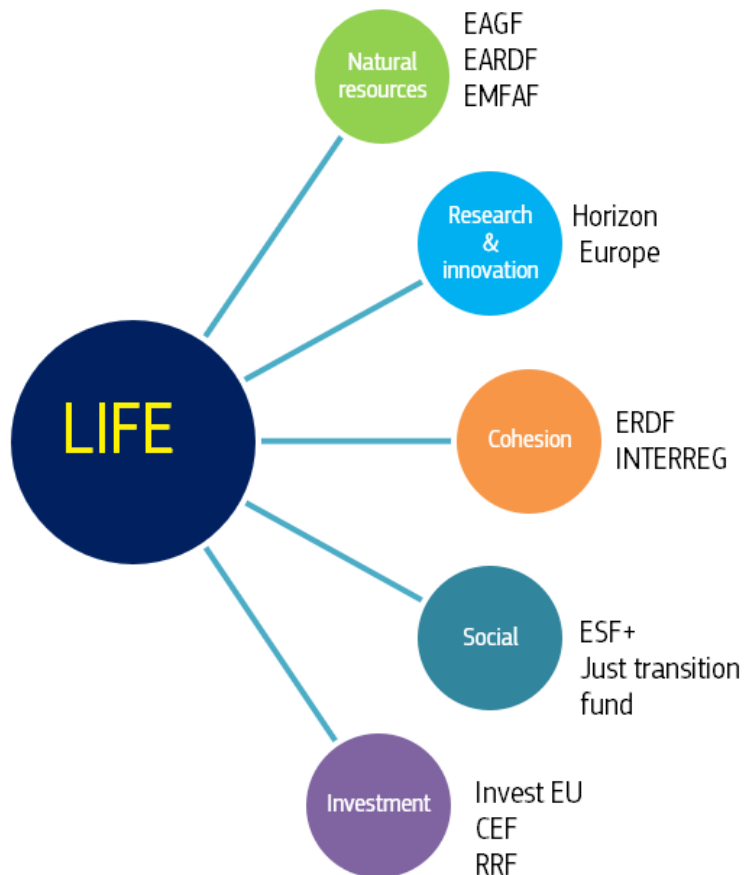 EAGF
EARDF
EMFAF
Natural
resources
Research
&
innovation
Horizon
Europe
LIFE
Cohesion
ERDF
INTERREG
Social
ESF+
Just transition
fund
Investment
Invest EU
CEF
RRF